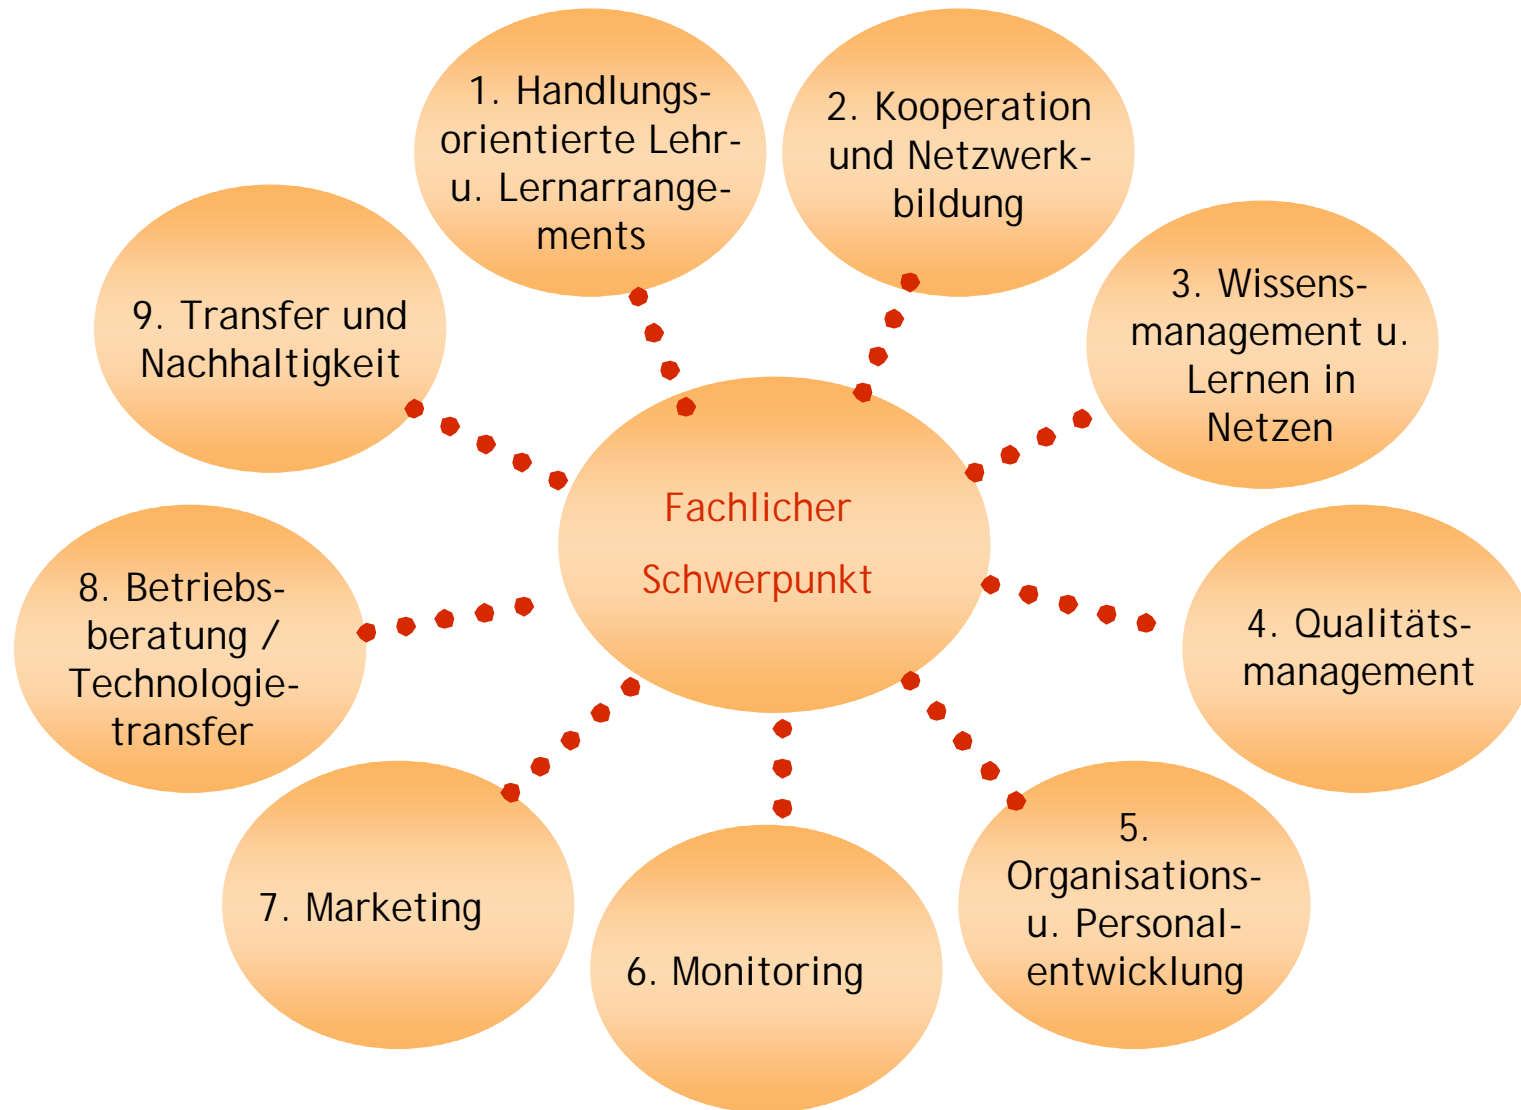 1. Handlungs-
orientierte Lehr-
u. Lernarrange-
ments
2. Kooperation
und Netzwerk-
bildung
3. Wissens-
management u.
Lernen in
Netzen
4. Qualitäts-
management
5.
Organisations-
u. Personal-
entwicklung
6. Monitoring
7. Marketing
8. Betriebs-
beratung /
Technologie-
transfer
9. Transfer und
Nachhaltigkeit
Fachlicher
Schwerpunkt